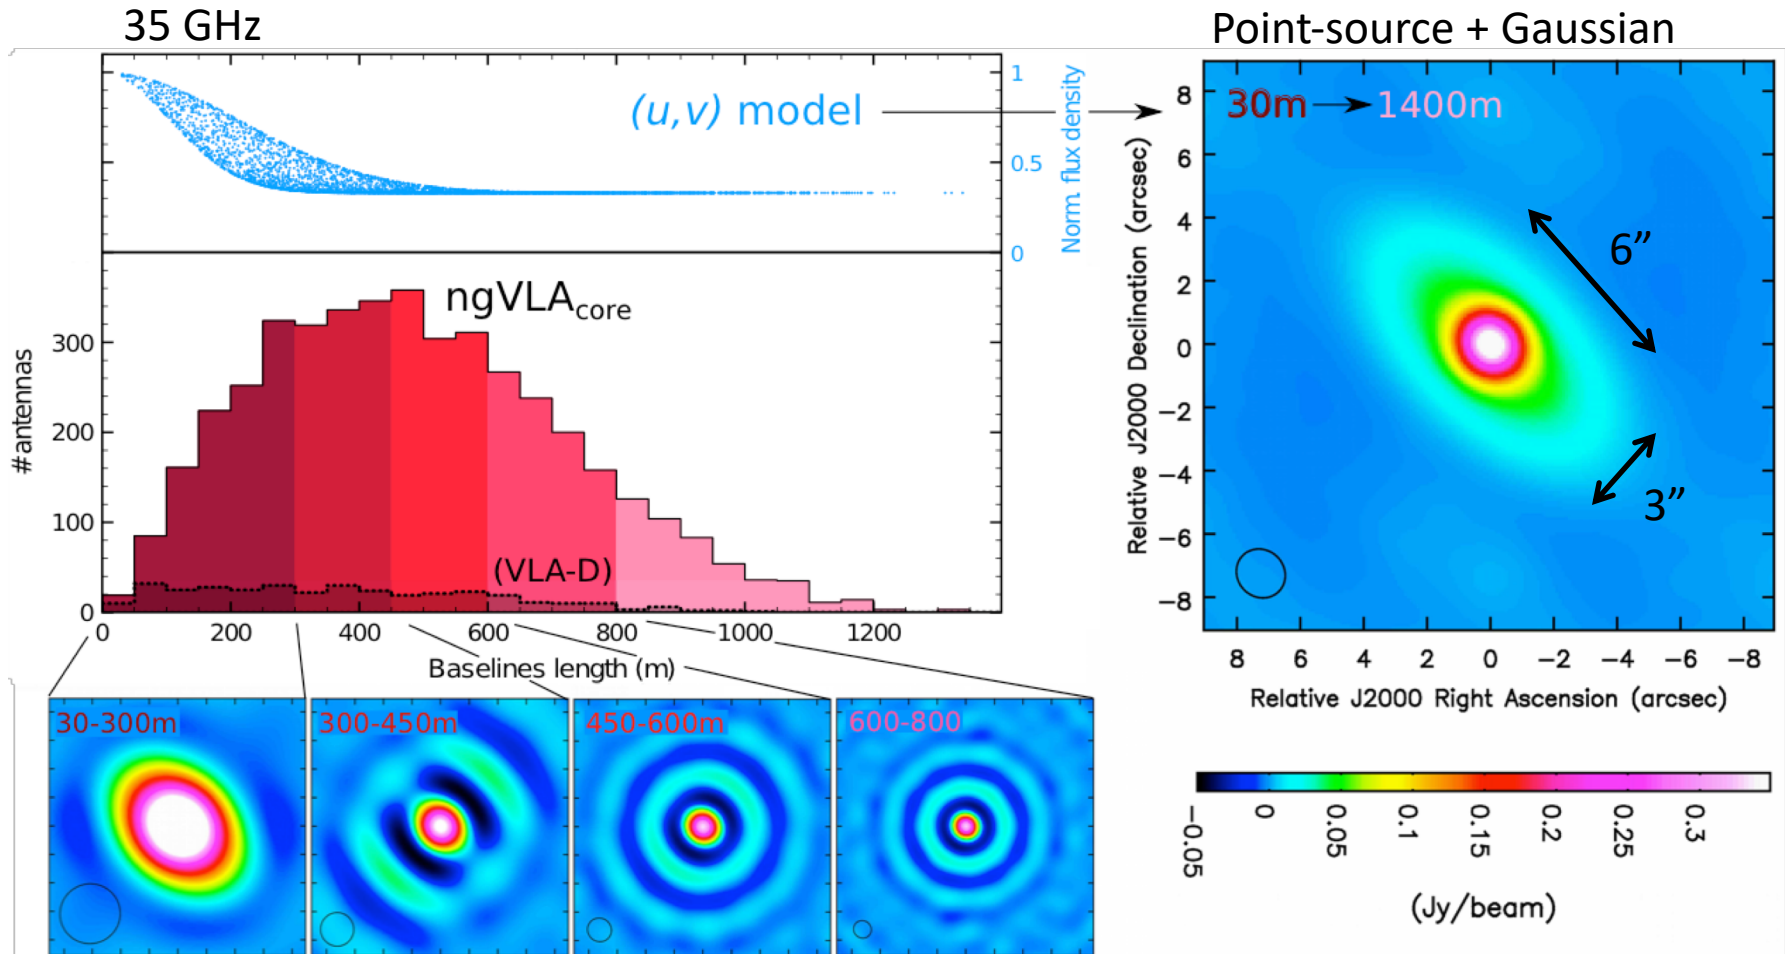 35 GHz
Point-source + Gaussian
(u,v) model
1
0.5
0
Norm. flux density
ngVLAcore
(VLA-D)
#antennas
300
200
100
0
0 200 400 600 800 1000 1200
Baselines length (m)
30-300m
300-450m
450-600m
600-800
30m
1400m
6”
3”
Relative J2000 Declination (arcsec)
8
6
4
2
0
−2
−4
−6
−8
8 6 4 2 0 −2 −4 −6 −8
Relative J2000 Right Ascension (arcsec)
−0.05 0 0.05 0.1 0.15 0.2 0.25 0.3
(Jy/beam)